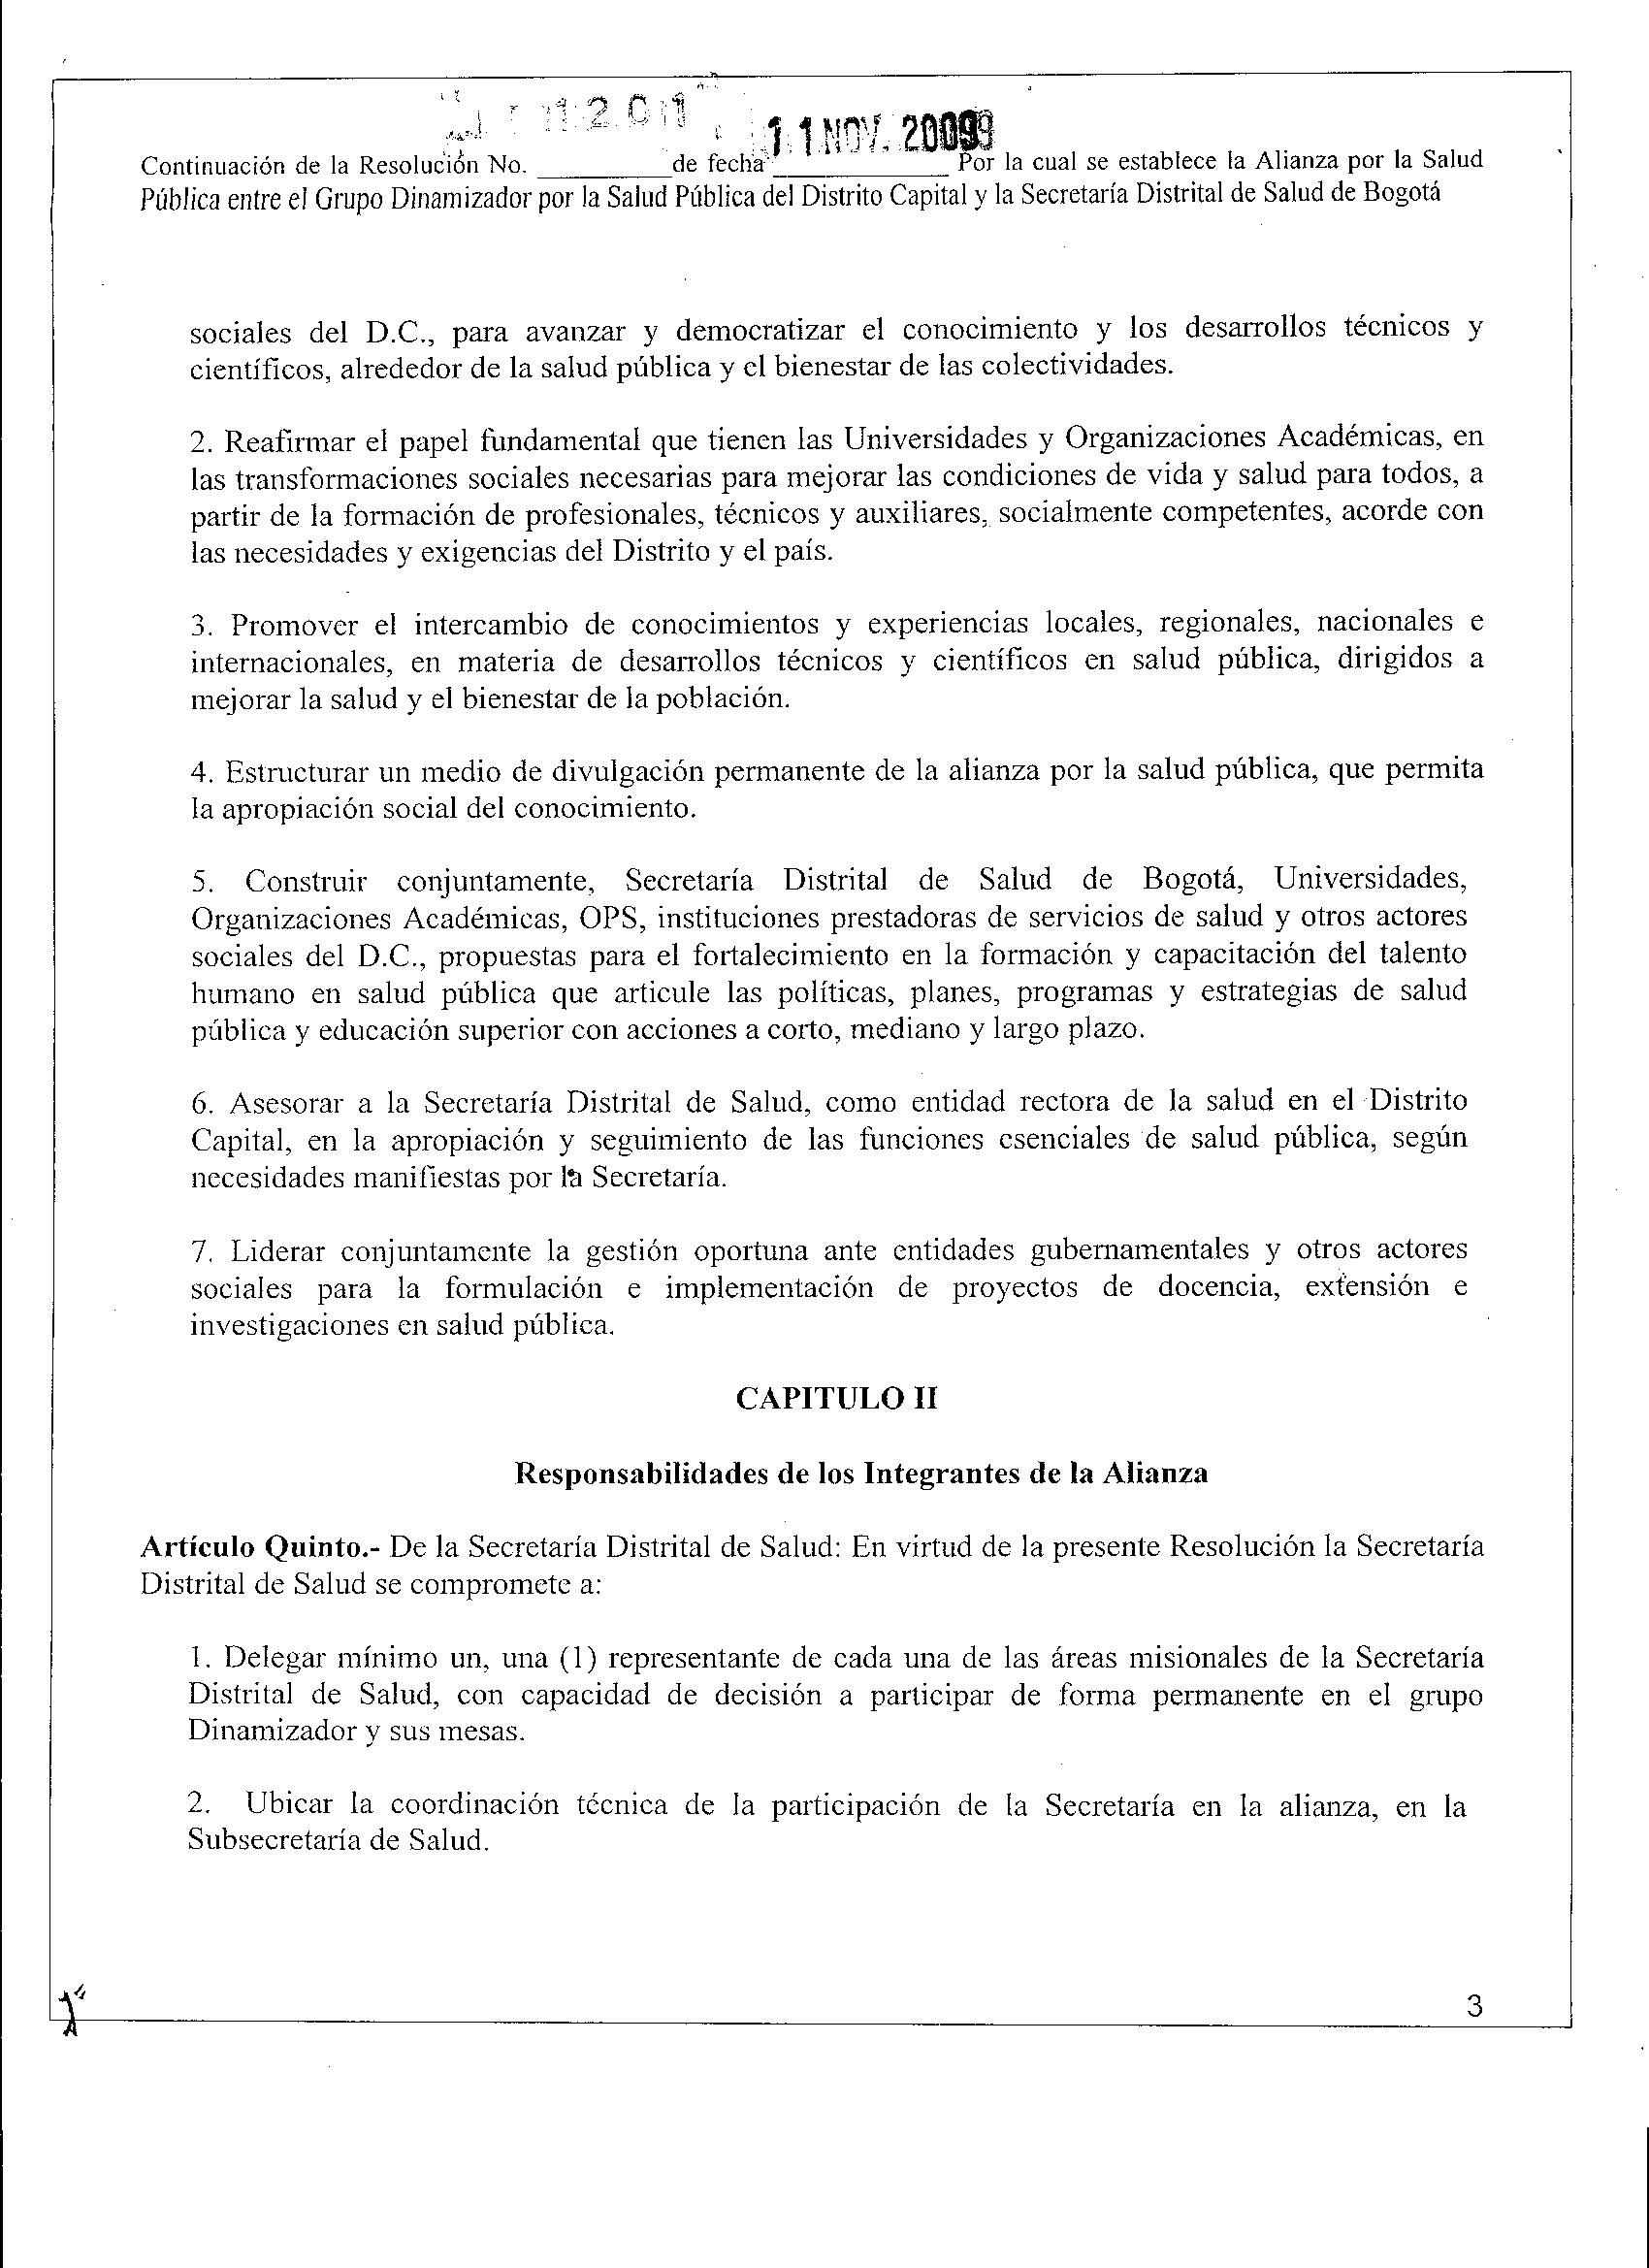 1201 11 NOV. 2009
Continuación de la Resolución No. __________de fecha _____________ Por la cual se establece la Alianza por la Salud
Pública entre el Grupo Dinamizador por la Salud Pública del Distrito Capital y la Secretaría Distrital de Salud de Bogotá
sociales del D.C., para avanzar y democratizar el conocimiento y los desarrollos técnicos y
científicos, alrededor de la salud pública y el bienestar de las colectividades.
2. Reafirmar el papel fundamental que tienen las Universidades y Organizaciones Académicas, en
las transformaciones sociales necesarias para mejorar las condiciones de vida y salud para todos, a
partir de la formación de profesionales, técnicos y auxiliares, socialmente competentes, acorde con
las necesidades y exigencias del Distrito y el país.
3. Promover el intercambio de conocimientos y experiencias locales, regionales, nacionales e
internacionales, en materia de desarrollos técnicos y científicos en salud pública, dirigidos a
mejorar la salud y el bienestar de la población.
4. Estructurar un medio de divulgación permanente de la alianza por la salud pública, que permita
la apropiación social del conocimiento.
5. Construir conjuntamente, Secretaría Distrital de Salud de Bogotá, Universidades,
Organizaciones Académicas, OPS, instituciones prestadoras de servicios de salud y otros actores
sociales del D.C., propuestas para el fortalecimiento en la formación y capacitación del talento
humano en salud pública que articule las políticas, planes, programas y estrategias de salud
pública y educación superior con acciones a corto, mediano y largo plazo.
6. Asesorar a la Secretaría Distrital de Salud, como entidad rectora de la salud en el Distrito
Capital, en la apropiación y seguimiento de las funciones esenciales de salud pública, según
necesidades manifiestas por la Secretaría.
7. Liderar conjuntamente la gestión oportuna ante entidades gubernamentales y otros actores
sociales para la formulación e implementación de proyectos de docencia, extensión e
investigaciones en salud pública.
CAPITULO II
Responsabilidades de los Integrantes de la Alianza
Artículo Quinto.- De la Secretaría Distrital de Salud: En virtud de la presente Resolución la Secretaría
Distrital de Salud se compromete a:
1. Delegar mínimo un, una (1) representante de cada una de las áreas misionales de la Secretaría
Distrital de Salud, con capacidad de decisión a participar de forma permanente en el grupo
Dinamizador y sus mesas.
2. Ubicar la coordinación técnica de la participación de la Secretaría en la alianza, en la
Subsecretaría de Salud.
3